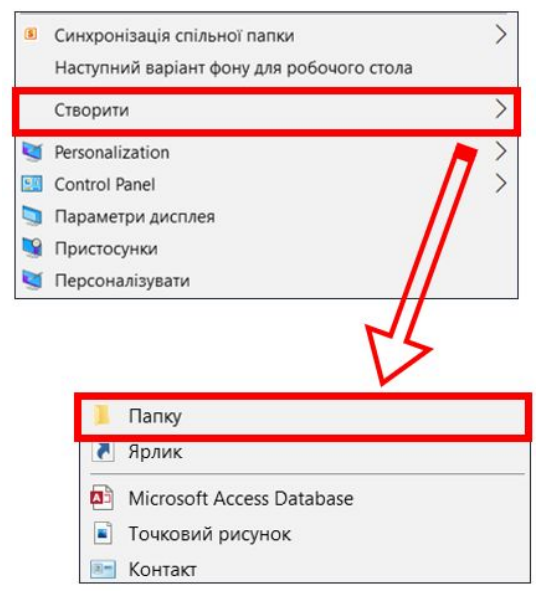 Синхронізація спільної папки
Наступний варіант фону для робочого стола
Створити
Personalization
Control Panel
Параметри дисплея
Пристосунки
Персоналізувати
Папку
Ярлик
Microsoft Access Database
Точковий рисунок
Контакт